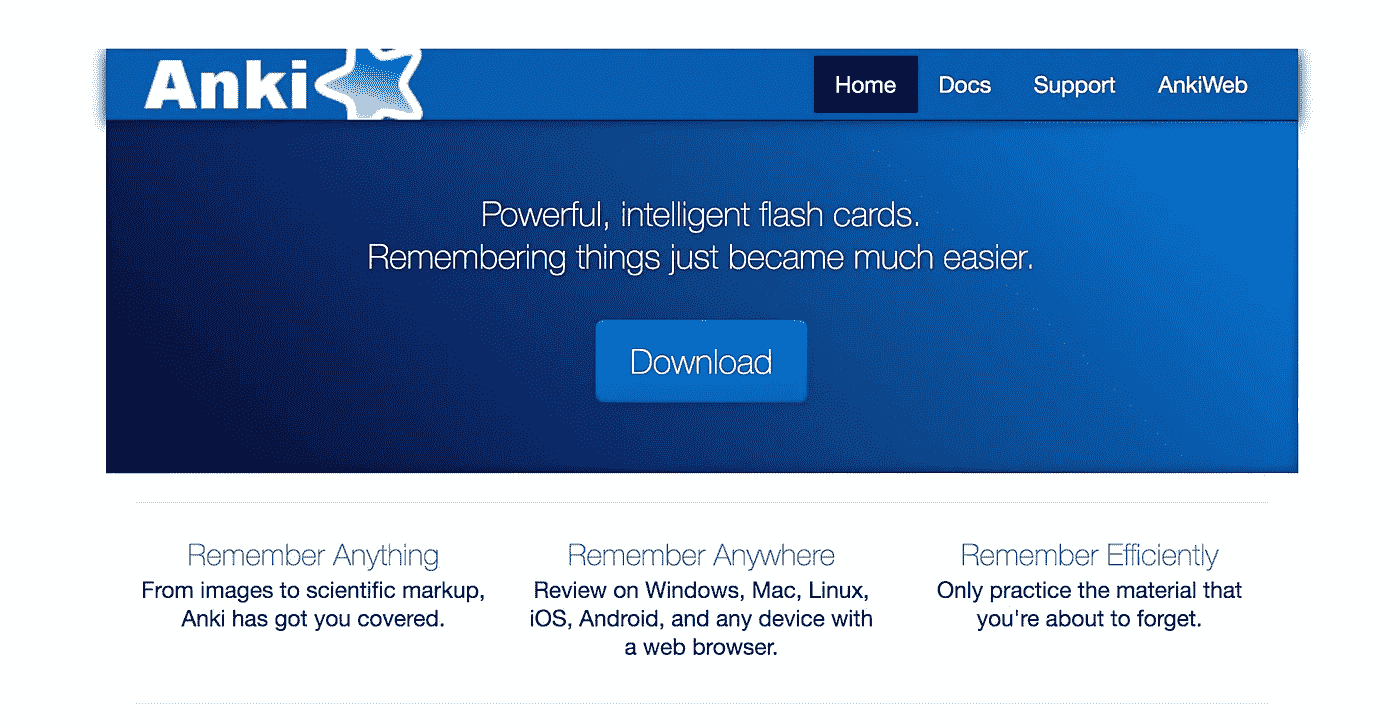 Anki
Home Docs Support AnkiWeb
Powerful, intelligent flash cards.
Remembering things just became much easier.
Download
Remember Anything
From images to scientific markup,
Anki has got you covered.
Remember Anywhere
Review on Windows, Mac, Linux,
iOS, Android, and any device with
a web browser.
Remember Efficiently
Only practice the material that
you're about to forget.